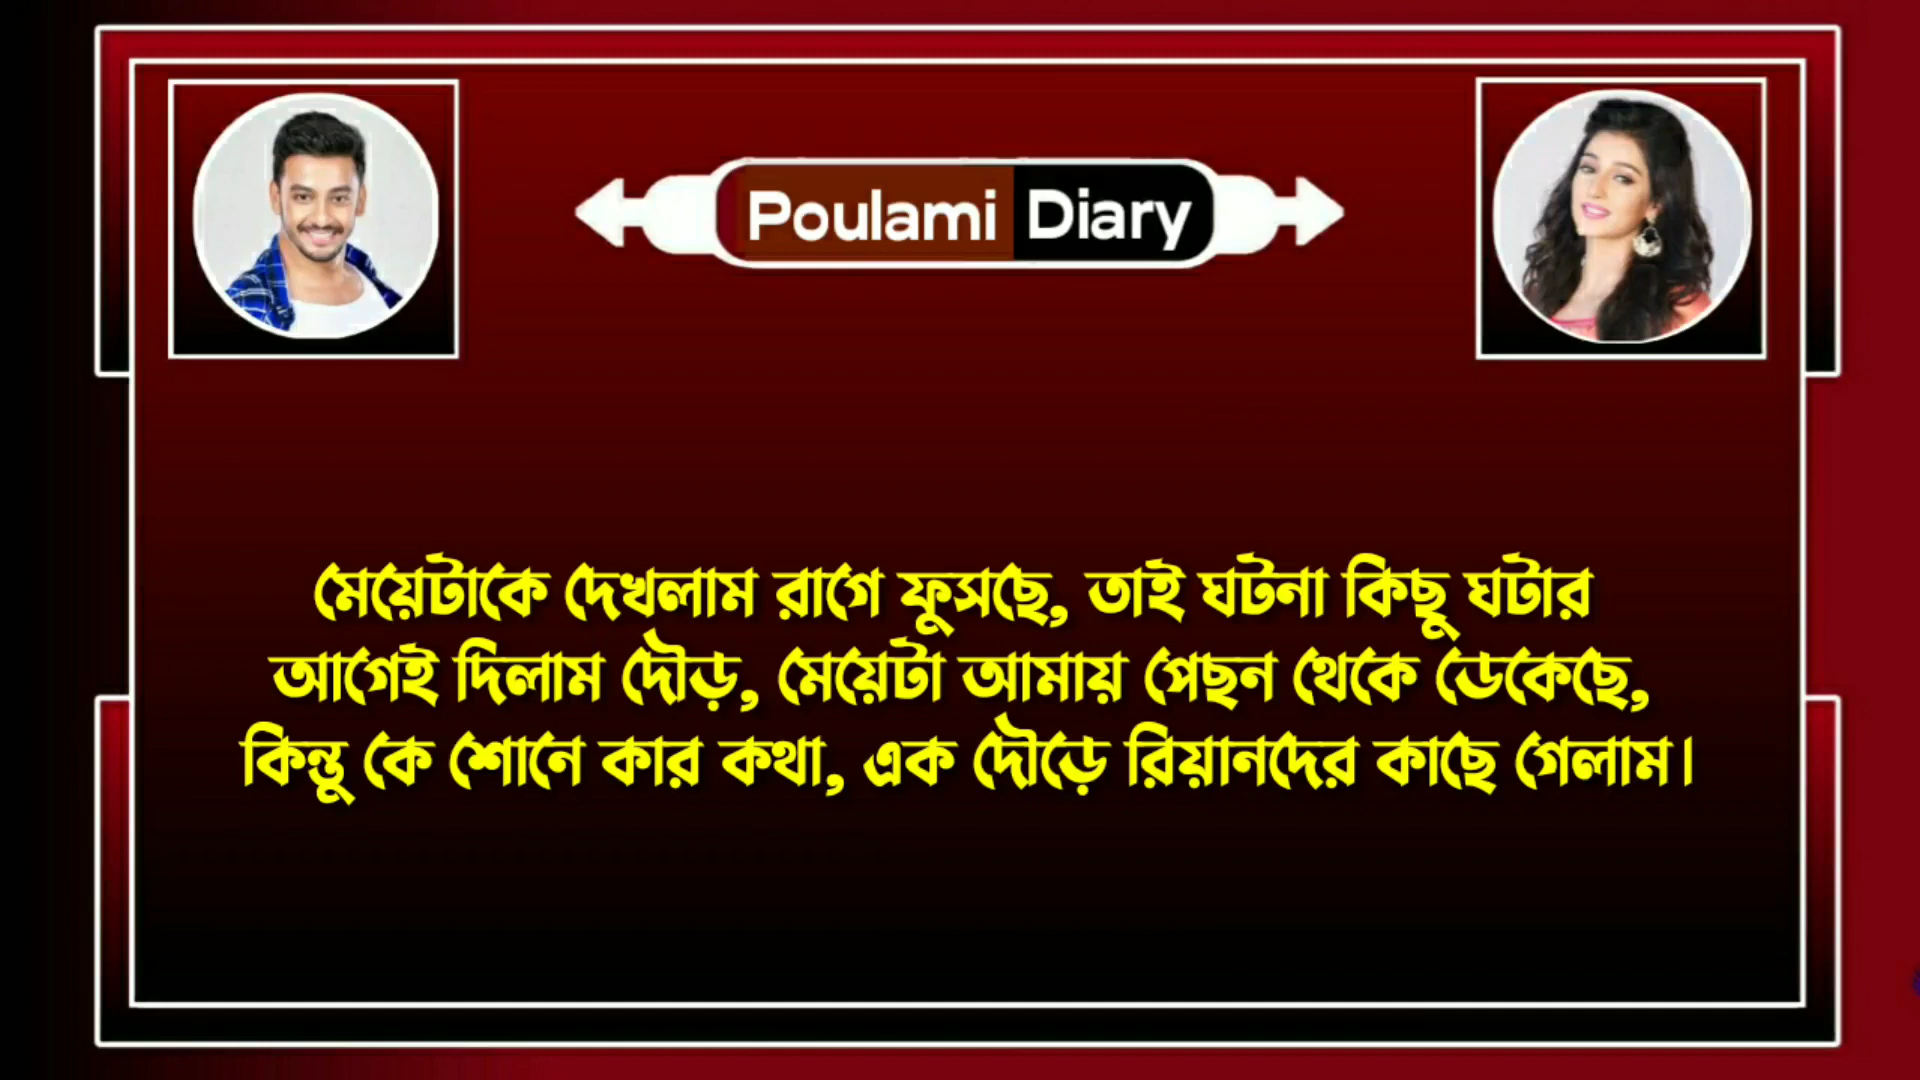 Poulami Diary
মেয়েটাকে দেখলাম রাগে ফুসছে, তাই ঘটনা কিছু ঘটার
আগেই দিলাম দৌড়, মেয়েটা আমায় পেছন থেকে ডেকেছে,
কিন্তু কে শোনে কার কথা, এক দৌড়ে রিয়ানদের কাছে গেলাম।